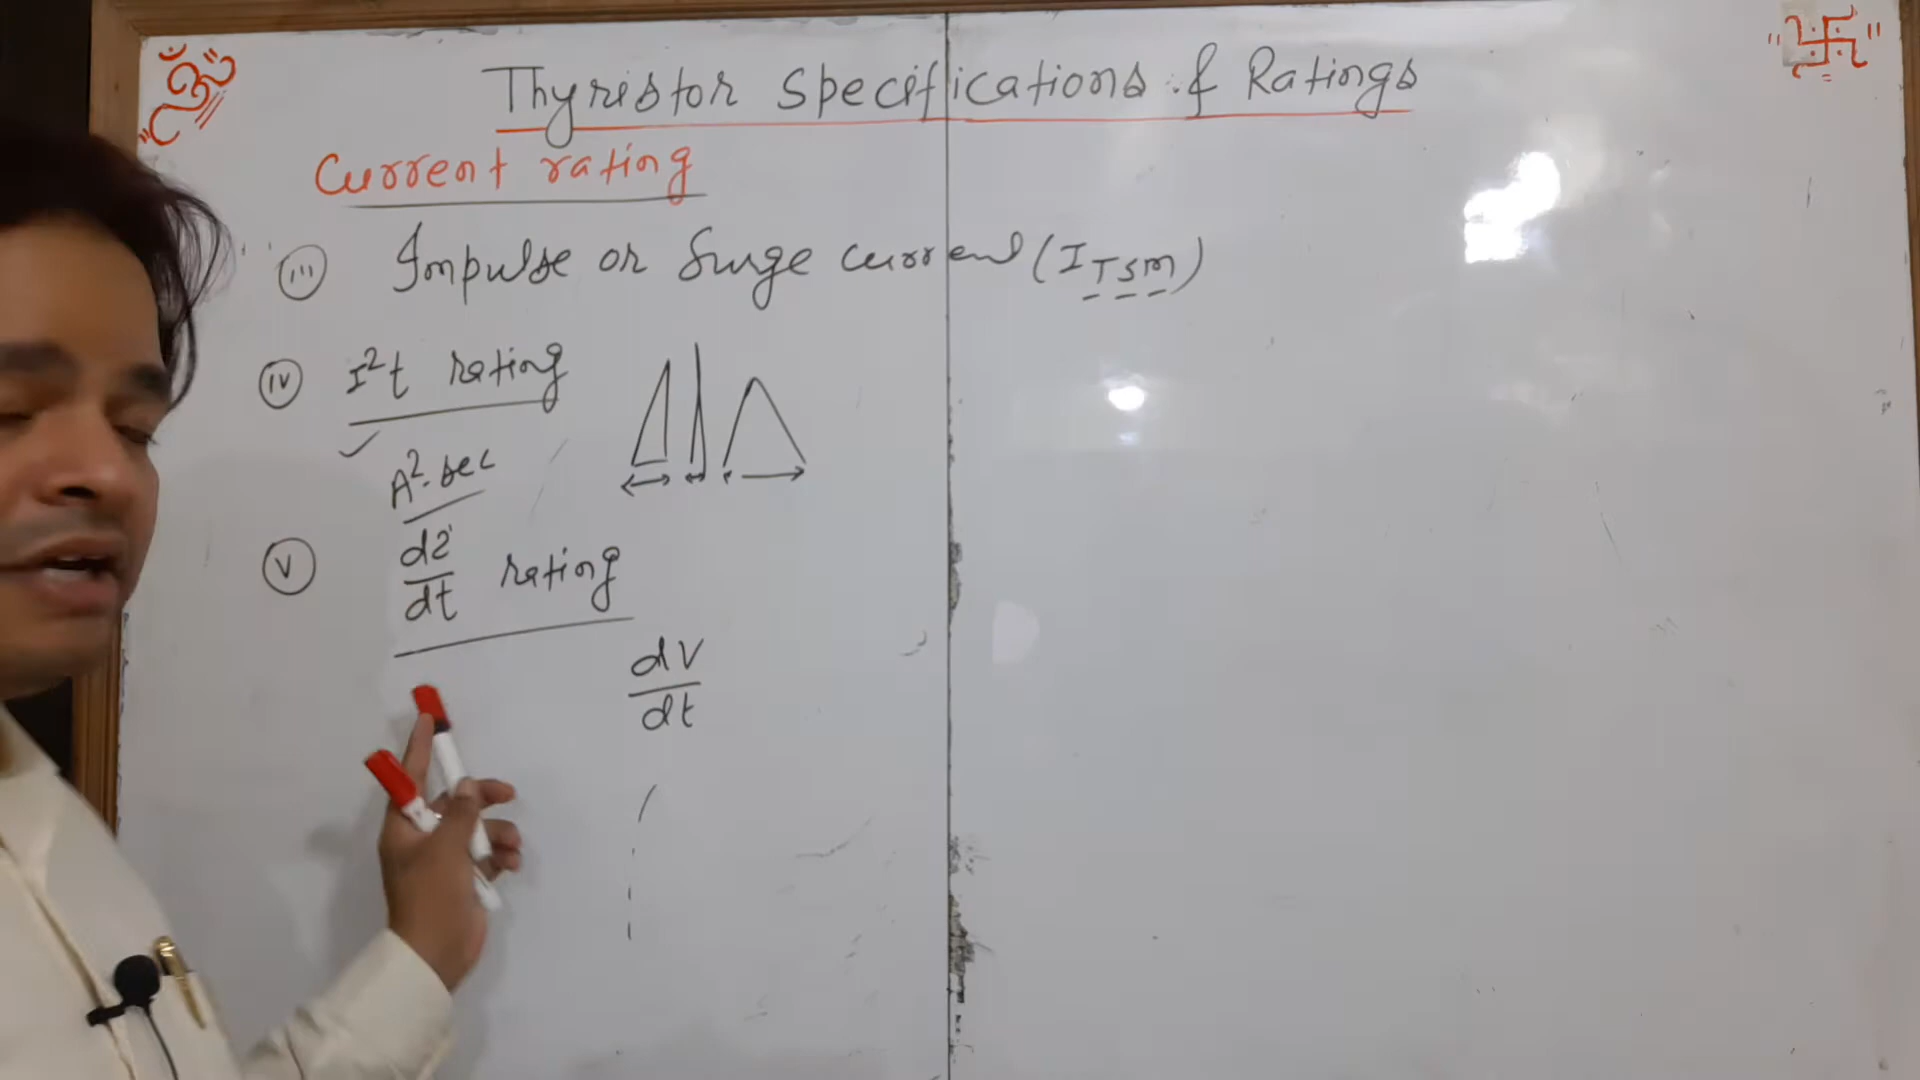 ॐ
Thyristor Specifications & Ratings
Current rating
(iii) Impulse or Surge current (I_TSM)
(iv) I²t rating
A².sec
(v) di/dt rating
dV/dt